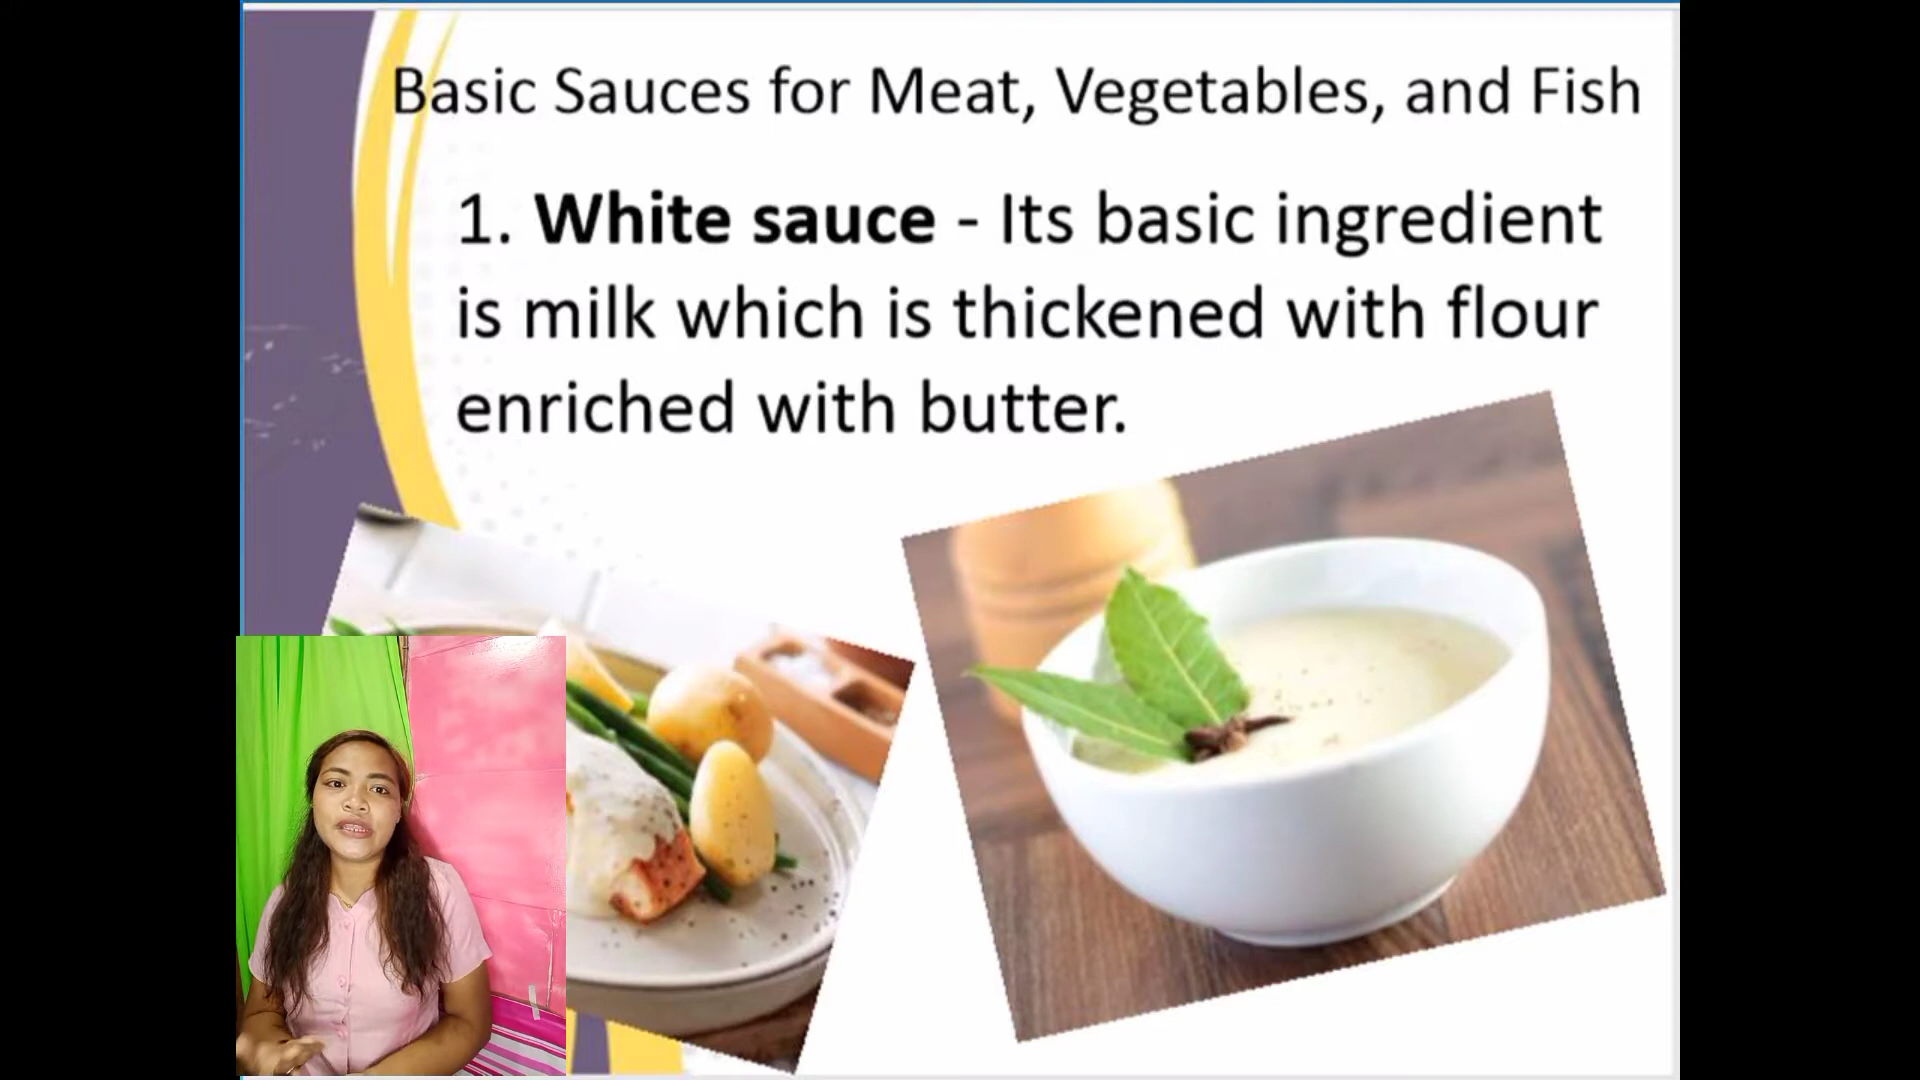 Basic Sauces for Meat, Vegetables, and Fish
1. White sauce - Its basic ingredient
is milk which is thickened with flour
enriched with butter.